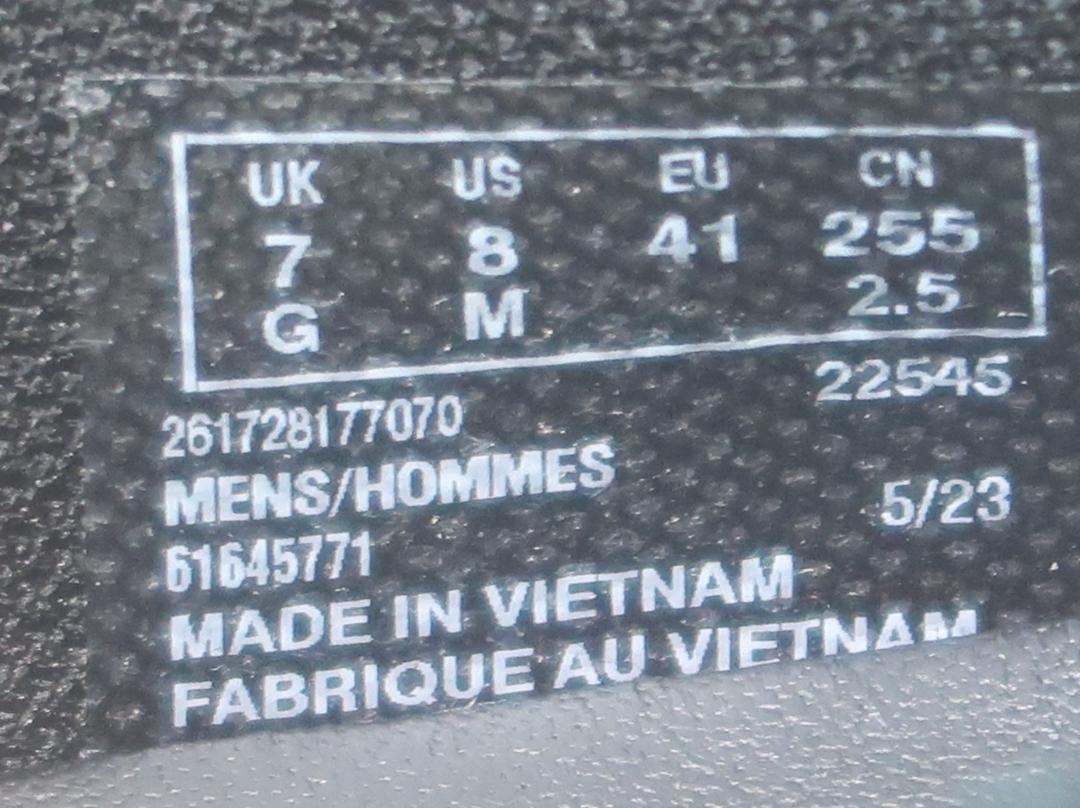 UK US EU CN
7 8 41 255
G M 2.5
22545
261728177070
MENS/HOMMES
5/23
61645771
MADE IN VIETNAM
FABRIQUE AU VIETNAM